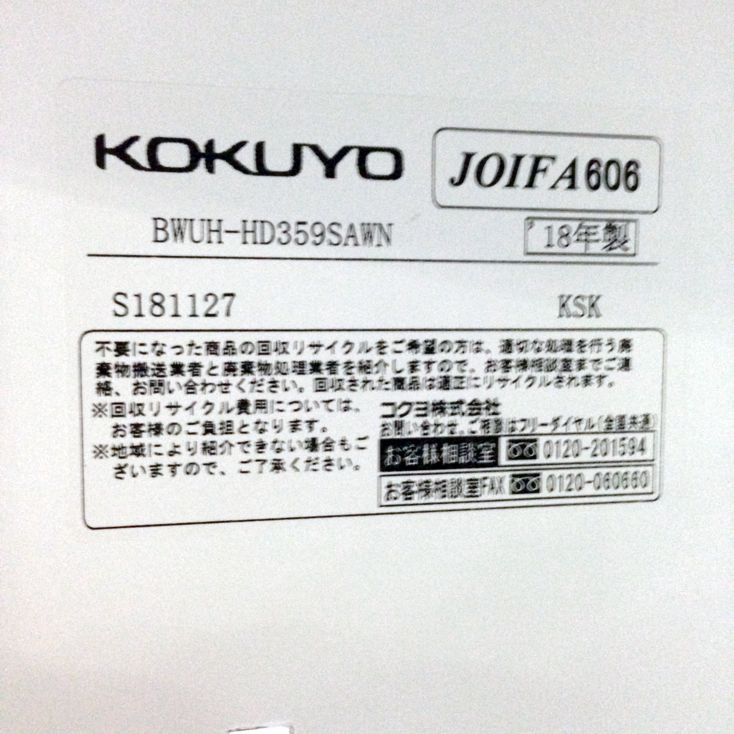 KOKUYO
JOIFA606
BWUH-HD359SAWN
'18年製
S181127
KSK
不要になった商品の回収リサイクルをご希望の方は、適切な処理を行う廃
棄物搬送業者と廃棄物処理業者を紹介しますので、お客様相談室までご連
絡、お問い合わせください。回収された商品は適正にリサイクルされます。
※回収リサイクル費用については、
お客様のご負担となります。
※地域により紹介できない場合もご
ざいますので、ご了承ください。
コクヨ株式会社
お問い合わせ、ご相談はフリーダイヤル(全国共通)
お客様相談室 0120-201594
お客様相談室FAX 0120-060660